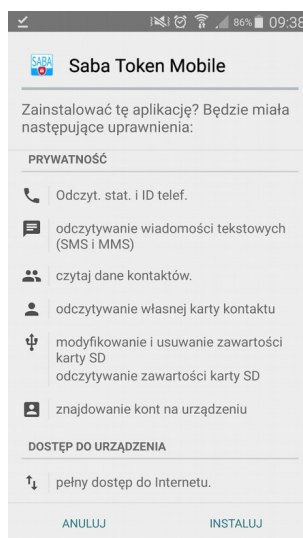 86% 09:38
SABA
Saba Token Mobile
Zainstalować tę aplikację? Będzie miała
następujące uprawnienia:
PRYWATNOŚĆ
Odczyt. stat. i ID telef.
odczytywanie wiadomości tekstowych
(SMS i MMS)
czytaj dane kontaktów.
odczytywanie własnej karty kontaktu
modyfikowanie i usuwanie zawartości
karty SD
odczytywanie zawartości karty SD
znajdowanie kont na urządzeniu
DOSTĘP DO URZĄDZENIA
pełny dostęp do Internetu.
ANULUJ INSTALUJ